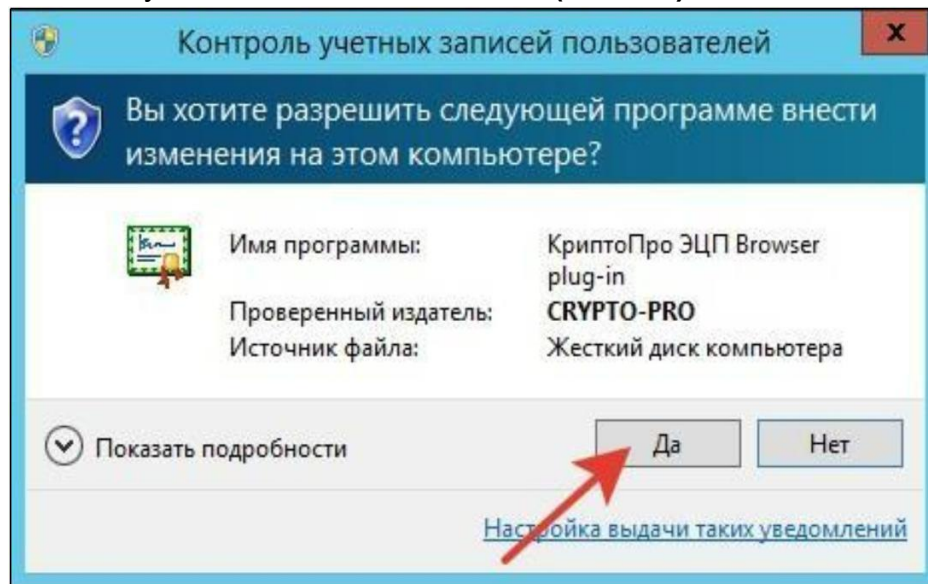 Контроль учетных записей пользователей
x
Вы хотите разрешить следующей программе внести
изменения на этом компьютере?
Имя программы: КриптоПро ЭЦП Browser
plug-in
Проверенный издатель: CRYPTO-PRO
Источник файла: Жесткий диск компьютера
Показать подробности Да Нет
Настройка выдачи таких уведомлений